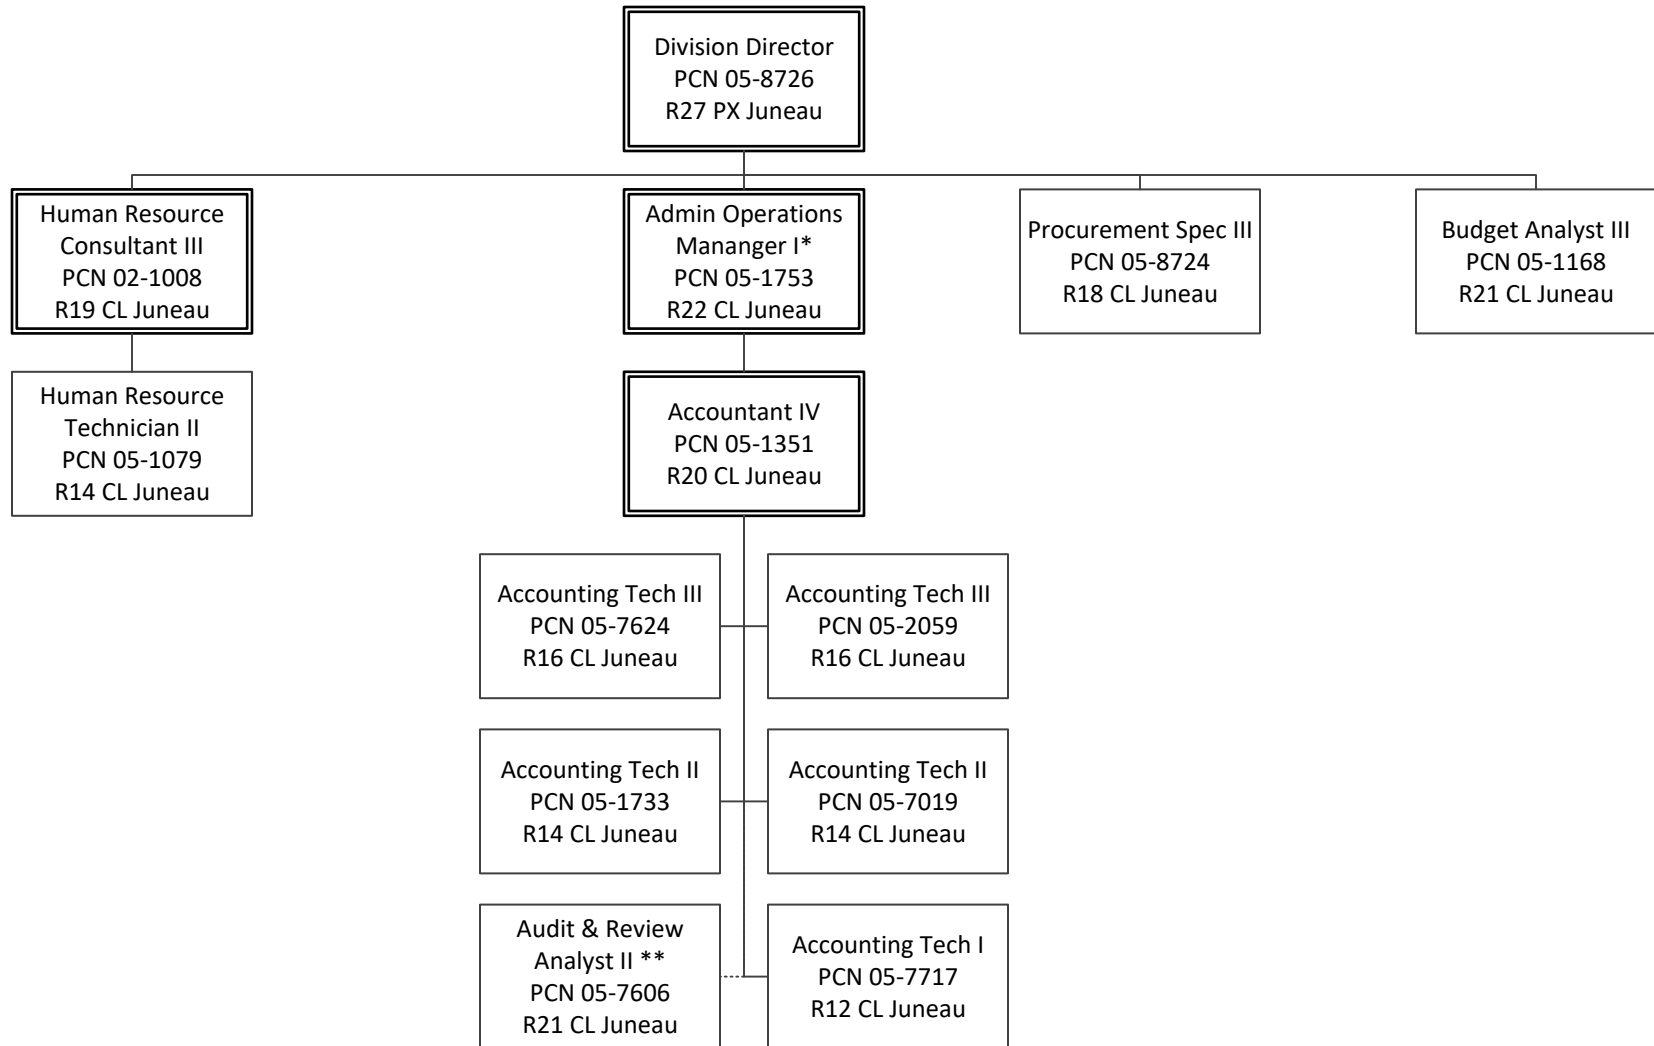 Division Director
PCN 05-8726
R27 PX Juneau
Human Resource
Consultant III
PCN 02-1008
R19 CL Juneau
Admin Operations
Mananger I*
PCN 05-1753
R22 CL Juneau
Procurement Spec III
PCN 05-8724
R18 CL Juneau
Budget Analyst III
PCN 05-1168
R21 CL Juneau
Human Resource
Technician II
PCN 05-1079
R14 CL Juneau
Accountant IV
PCN 05-1351
R20 CL Juneau
Accounting Tech III
PCN 05-7624
R16 CL Juneau
Accounting Tech III
PCN 05-2059
R16 CL Juneau
Accounting Tech II
PCN 05-1733
R14 CL Juneau
Accounting Tech II
PCN 05-7019
R14 CL Juneau
Audit & Review
Analyst II **
PCN 05-7606
R21 CL Juneau
Accounting Tech I
PCN 05-7717
R12 CL Juneau